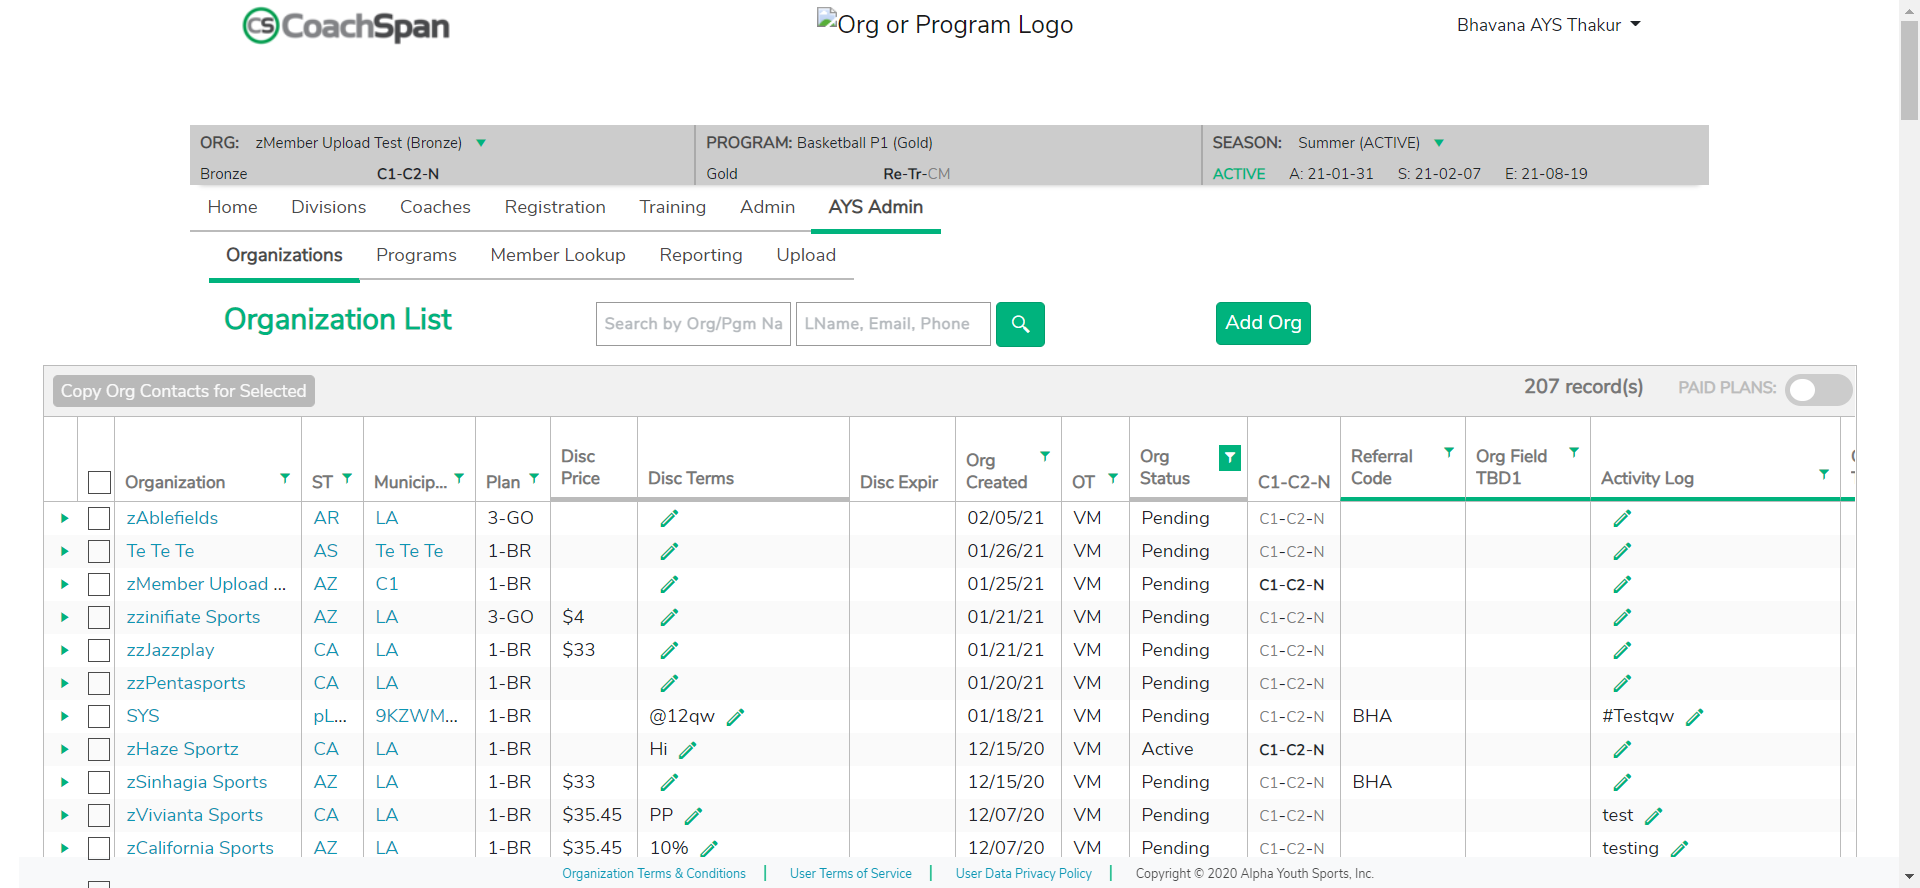 CS CoachSpan
Org or Program Logo
Bhavana AYS Thakur
ORG: zMember Upload Test (Bronze)
Bronze C1-C2-N
PROGRAM: Basketball P1 (Gold)
Gold Re-Tr-CM
SEASON: Summer (ACTIVE)
ACTIVE A: 21-01-31 S: 21-02-07 E: 21-08-19
Home Divisions Coaches Registration Training Admin AYS Admin
Organizations Programs Member Lookup Reporting Upload
Organization List
Search by Org/Pgm Na
LName, Email, Phone
Add Org
Copy Org Contacts for Selected
207 record(s)
PAID PLANS:
Organization ST Municip... Plan Disc Price Disc Terms Disc Expir Org Created OT Org Status C1-C2-N Referral Code Org Field TBD1 Activity Log
zAblefields AR LA 3-GO 02/05/21 VM Pending C1-C2-N
Te Te Te AS Te Te Te 1-BR 01/26/21 VM Pending C1-C2-N
zMember Upload ... AZ C1 1-BR 01/25/21 VM Pending C1-C2-N
zzinifiate Sports AZ LA 3-GO $4 01/21/21 VM Pending C1-C2-N
zzJazzplay CA LA 1-BR $33 01/21/21 VM Pending C1-C2-N
zzPentasports CA LA 1-BR 01/20/21 VM Pending C1-C2-N
SYS pL... 9KZWM... 1-BR @12qw 01/18/21 VM Pending C1-C2-N BHA #Testqw
zHaze Sportz CA LA 1-BR Hi 12/15/20 VM Active C1-C2-N
zSinhagia Sports AZ LA 1-BR $33 12/15/20 VM Pending C1-C2-N BHA
zVivianta Sports CA LA 1-BR $35.45 PP 12/07/20 VM Pending C1-C2-N test
zCalifornia Sports AZ LA 1-BR $35.45 10% 12/07/20 VM Pending C1-C2-N testing
Organization Terms & Conditions | User Terms of Service | User Data Privacy Policy | Copyright © 2020 Alpha Youth Sports, Inc.